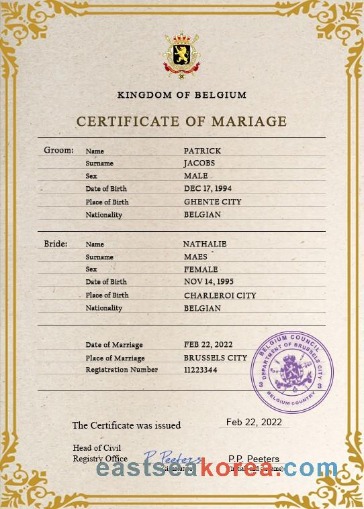 KINGDOM OF BELGIUM
CERTIFICATE OF MARIAGE
Groom: Name PATRICK
Surname JACOBS
Sex MALE
Date of Birth DEC 17, 1994
Place of Birth GHENTE CITY
Nationality BELGIAN
Bride: Name NATHALIE
Surname MAES
Sex FEMALE
Date of Birth NOV 14, 1995
Place of Birth CHARLEROI CITY
Nationality BELGIAN
Date of Marriage FEB 22, 2022
Place of Marriage BRUSSELS CITY
Registration Number 11223344
BELGIUM COUNCIL
DEPARTMENT OF BRUSSELS CITY
BELGIUM COUNTRY
The Certificate was issued Feb 22, 2022
Head of Civil
Registry Office P. Peeters P.P. Peeters
eastseakorea.com